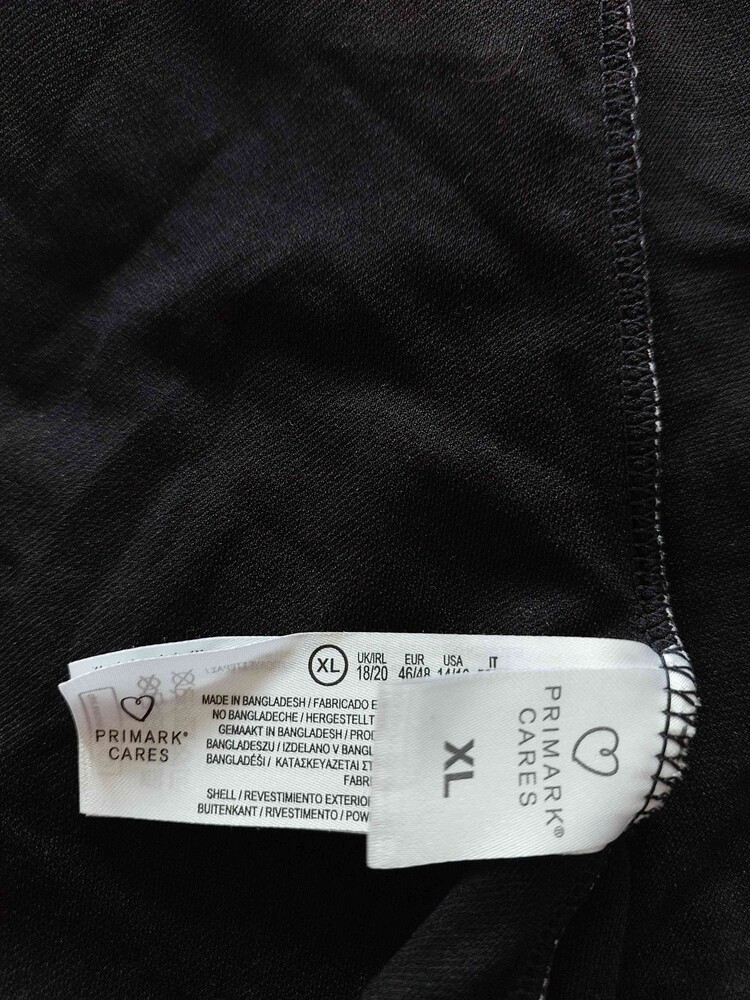 XL
UK/IRL EUR USA IT
18/20 46/48
MADE IN BANGLADESH / FABRICADO E
NO BANGLADECHE / HERGESTELLT
GEMAAKT IN BANGLADESH / PROD
BANGLADESZU / IZDELANO V BANGL
BANGLADĒŠI / ΚΑΤΑΣΚΕΥΑΖΕΤΑΙ ΣΤ
FABRI
SHELL / REVESTIMIENTO EXTERIOR
BUITENKANT / RIVESTIMENTO / POW
PRIMARK®
CARES
PRIMARK®
CARES
XL